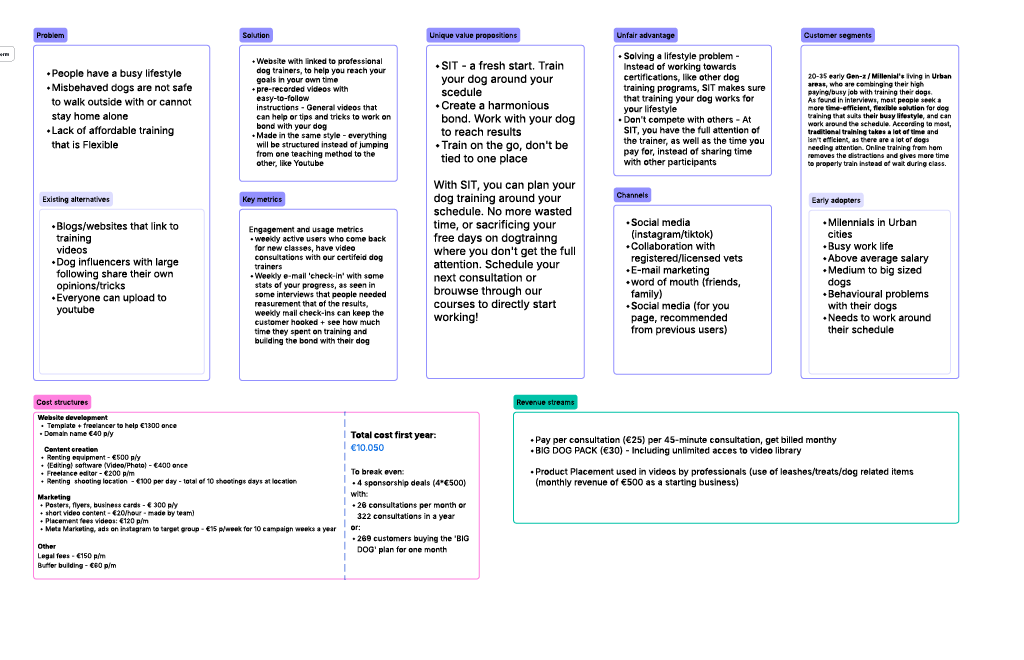 erm
Problem
• People have a busy lifestyle
• Misbehaved dogs are not safe
to walk outside with or cannot
stay home alone
• Lack of affordable training
that is Flexible
Existing alternatives
• Blogs/websites that link to
training
videos
• Dog influencers with large
following share their own
opinions/tricks
• Everyone can upload to
youtube
Solution
• Website with linked to professional
dog trainers, to help you reach your
goals in your own time
• pre-recorded videos with
easy-to-follow
instructions - General videos that
can help or tips and tricks to work on
bond with your dog
• Made in the same style - everything
will be structured instead of jumping
from one teaching method to the
other, like Youtube
Key metrics
Engagement and usage metrics
• weekly active users who come back
for new classes, have video
consultations with our certifeid dog
trainers
• Weekly e-mail 'check-in' with some
stats of your progress, as seen in
some interviews that people needed
reasurement that of the results,
weekly mail check-ins can keep the
customer hooked + see how much
time they spent on training and
building the bond with their dog
Unique value propositions
• SIT - a fresh start. Train
your dog around your
scedule
• Create a harmonious
bond. Work with your dog
to reach results
• Train on the go, don't be
tied to one place
With SIT, you can plan your
dog training around your
schedule. No more wasted
time, or sacrificing your
free days on dogtrainng
where you don't get the full
attention. Schedule your
next consultation or
brouwse through our
courses to directly start
working!
Unfair advantage
• Solving a lifestyle problem -
Instead of working towards
certifications, like other dog
training programs, SIT makes sure
that training your dog works for
your lifestyle
• Don't compete with others - At
SIT, you have the full attention of
the trainer, as well as the time you
pay for, instead of sharing time
with other participants
Channels
• Social media
(instagram/tiktok)
• Collaboration with
registered/licensed vets
• E-mail marketing
• word of mouth (friends,
family)
• Social media (for you
page, recommended
from previous users)
Customer segments
20-35 early Gen-z / Millenial's living in Urban
areas, who are combining their high
paying/busy job with training their dogs.
As found in interviews, most people seek a
more time-efficient, flexible solution for dog
training that suits their busy lifestyle, and can
work around the schedule. According to most,
traditional training takes a lot of time and
isn't efficient, as there are a lot of dogs
needing attention. Online training from hom
removes the distractions and gives more time
to properly train instead of wait during class.
Early adopters
• Milennials in Urban
cities
• Busy work life
• Above average salary
• Medium to big sized
dogs
• Behavioural problems
with their dogs
• Needs to work around
their schedule
Cost structures
Website development
• Template + freelancer to help €1300 once
• Domain name €40 p/y
Content creation
• Renting equipment - €500 p/y
• (Editing) software (Video/Photo) - €400 once
• Freelance editor - €200 p/m
• Renting shooting location - €100 per day - total of 10 shootings days at location
Marketing
• Posters, flyers, business cards - € 300 p/y
• short video content - €20/hour - made by team)
• Placement fees videos: €120 p/m
• Meta Marketing, ads on instagram to target group - €15 p/week for 10 campaign weeks a year
Other
Legal fees - €150 p/m
Buffer building - €60 p/m
Total cost first year:
€10.050
To break even:
• 4 sponsorship deals (4*€500)
with:
• 26 consultations per month or
322 consultations in a year
or:
• 269 customers buying the 'BIG
DOG' plan for one month
Revenue streams
• Pay per consultation (€25) per 45-minute consultation, get billed monthly
• BIG DOG PACK (€30) - Including unlimited acces to video library
• Product Placement used in videos by professionals (use of leashes/treats/dog related items
(monthly revenue of €500 as a starting business)